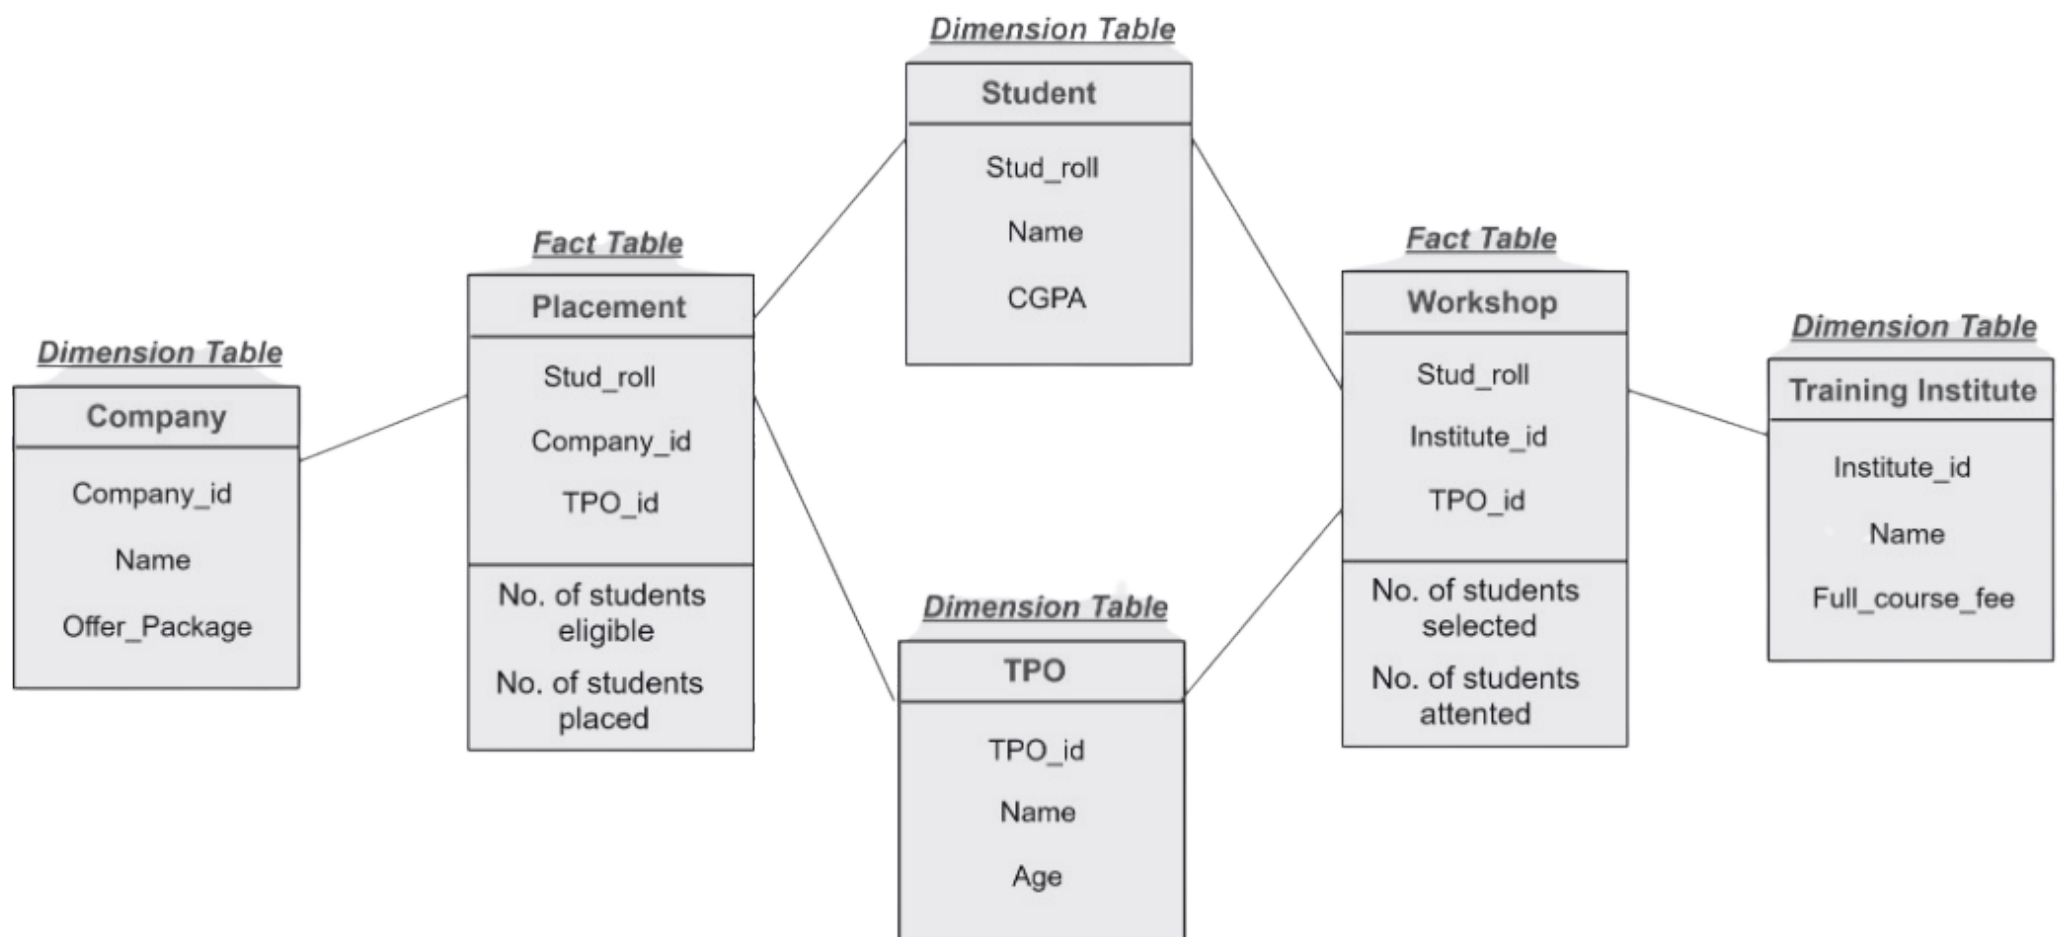 Dimension Table
Student
Stud_roll
Name
CGPA
Fact Table
Placement
Stud_roll
Company_id
TPO_id
No. of students
eligible
No. of students
placed
Fact Table
Workshop
Stud_roll
Institute_id
TPO_id
No. of students
selected
No. of students
attented
Dimension Table
Company
Company_id
Name
Offer_Package
Dimension Table
Training Institute
Institute_id
Name
Full_course_fee
Dimension Table
TPO
TPO_id
Name
Age